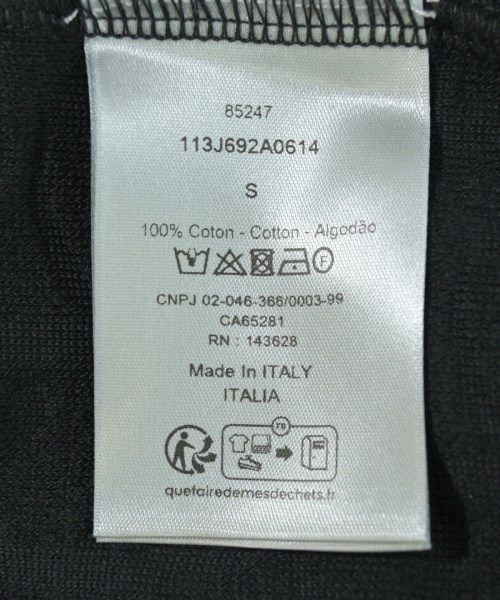 85247
113J692A0614
S
100% Coton - Cotton - Algodão
F
CNPJ 02-046-366/0003-99
CA65281
RN : 143628
Made In ITALY
ITALIA
FR
quefairedemesdechets.fr